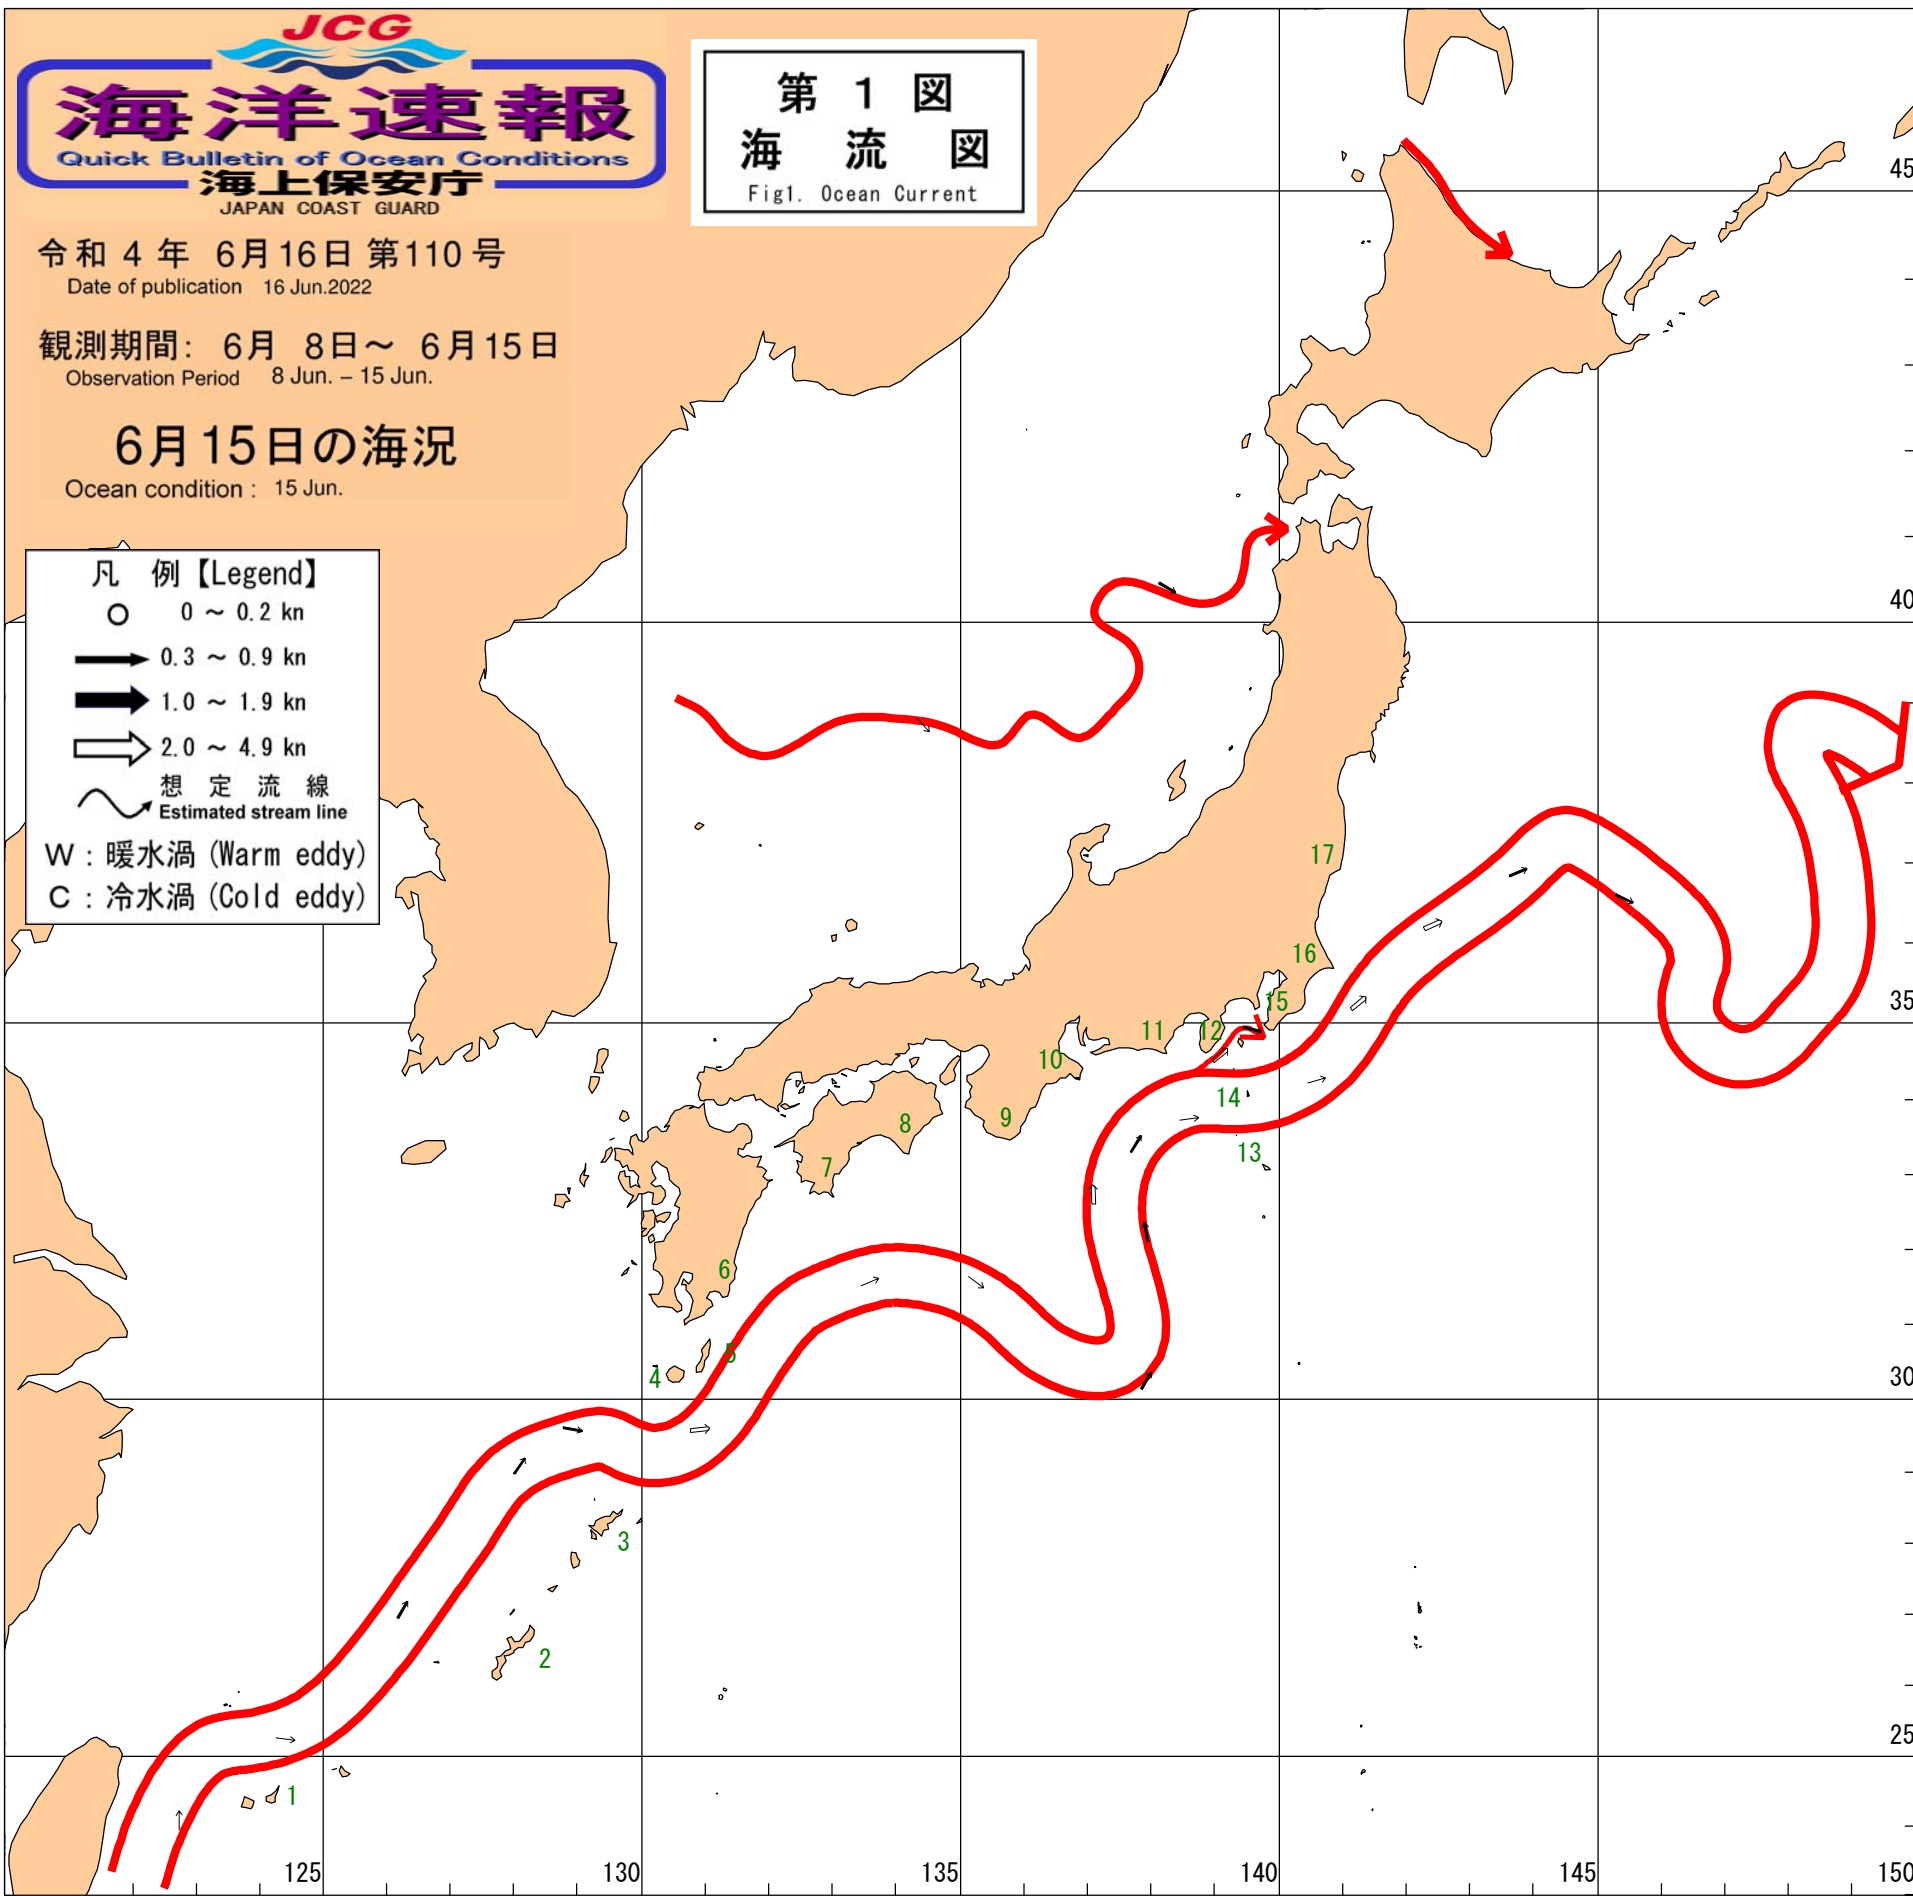 JCG
海洋速報
Quick Bulletin of Ocean Conditions
海上保安庁
JAPAN COAST GUARD
第 1 図
海 流 図
Fig1. Ocean Current
令和 4 年 6月16日 第110号
Date of publication 16 Jun.2022
観測期間: 6月 8日～ 6月15日
Observation Period 8 Jun. – 15 Jun.
6月15日の海況
Ocean condition : 15 Jun.
凡 例【Legend】
0 ～ 0.2 kn
0.3 ～ 0.9 kn
1.0 ～ 1.9 kn
2.0 ～ 4.9 kn
想 定 流 線
Estimated stream line
W : 暖水渦 (Warm eddy)
C : 冷水渦 (Cold eddy)
45
40
17
16
35
15
12
11
10
14
9
8
13
7
6
5
4
30
3
2
25
1
125
130
135
140
145
150